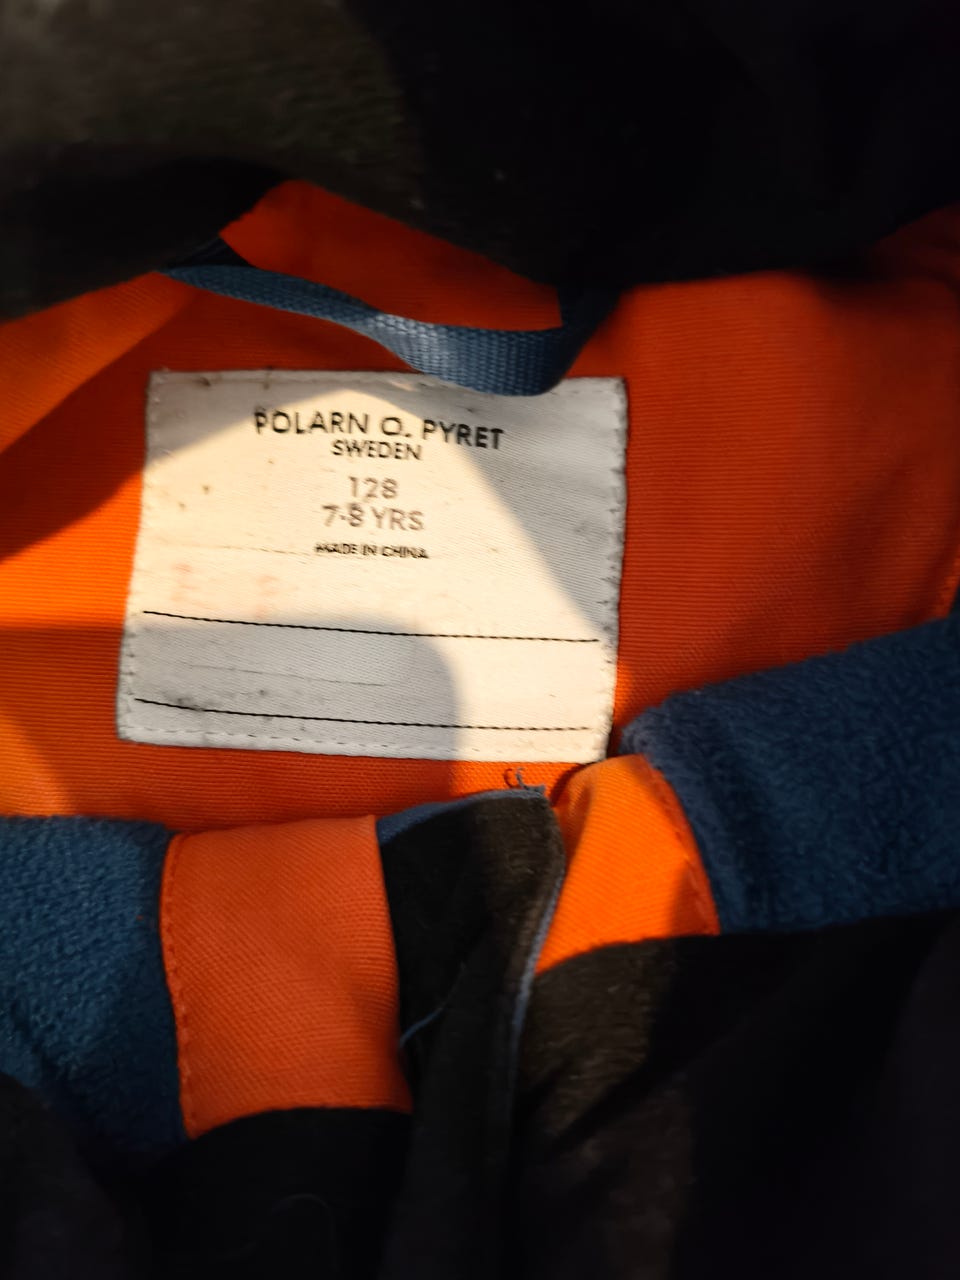 POLARN O. PYRET
SWEDEN
128
7-8 YRS
MADE IN CHINA